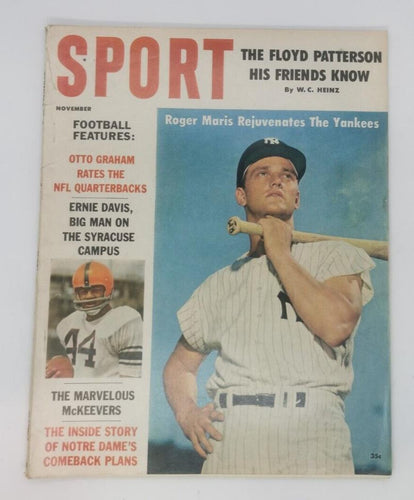 SPORT
THE FLOYD PATTERSON
HIS FRIENDS KNOW
By W. C. HEINZ
NOVEMBER
Roger Maris Rejuvenates The Yankees
FOOTBALL
FEATURES:
OTTO GRAHAM
RATES THE
NFL QUARTERBACKS
ERNIE DAVIS,
BIG MAN ON
THE SYRACUSE
CAMPUS
44
THE MARVELOUS
McKEEVERS
THE INSIDE STORY
OF NOTRE DAME'S
COMEBACK PLANS
NY
35c